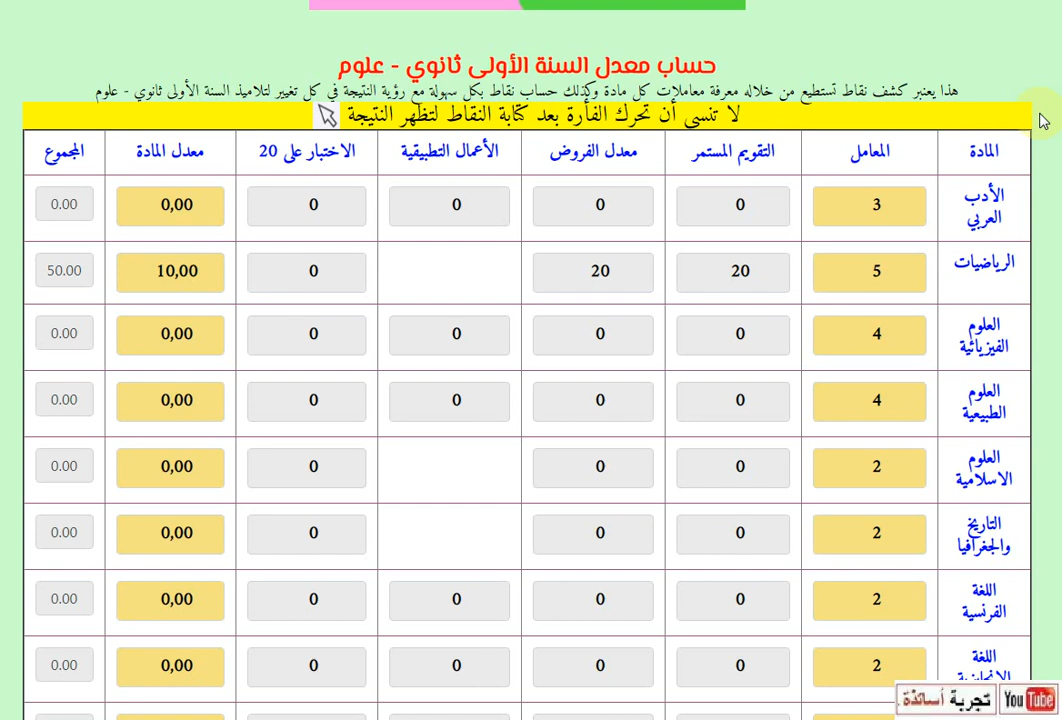 حساب معدل السنة الأولى ثانوي - علوم
هذا يعنبر كشف نقاط تستطيع من خلاله معرفة معاملات كل مادة وكذلك حساب نقاط بكل سهولة مع رؤية النتيجة في كل تغيير لتلاميذ السنة الأولى ثانوي - علوم
لا تنسى أن تحرك الفأرة بعد كتابة النقاط لتظهر النتيجة
المادة المعامل التقويم المستمر معدل الفروض الأعمال التطبيقية الاختبار على 20 معدل المادة المجموع
الأدب
العربي
3 0 0 0 0 0,00 0.00
الرياضيات
5 20 20 0 10,00 50.00
العلوم
الفيزيائية
4 0 0 0 0 0,00 0.00
العلوم
الطبيعية
4 0 0 0 0 0,00 0.00
العلوم
الاسلامية
2 0 0 0 0,00 0.00
التاريخ
والجغرافيا
2 0 0 0 0,00 0.00
اللغة
الفرنسية
2 0 0 0 0 0,00 0.00
اللغة
2 0 0 0 0 0,00 0.00
تجربة أساتذة. YouTube